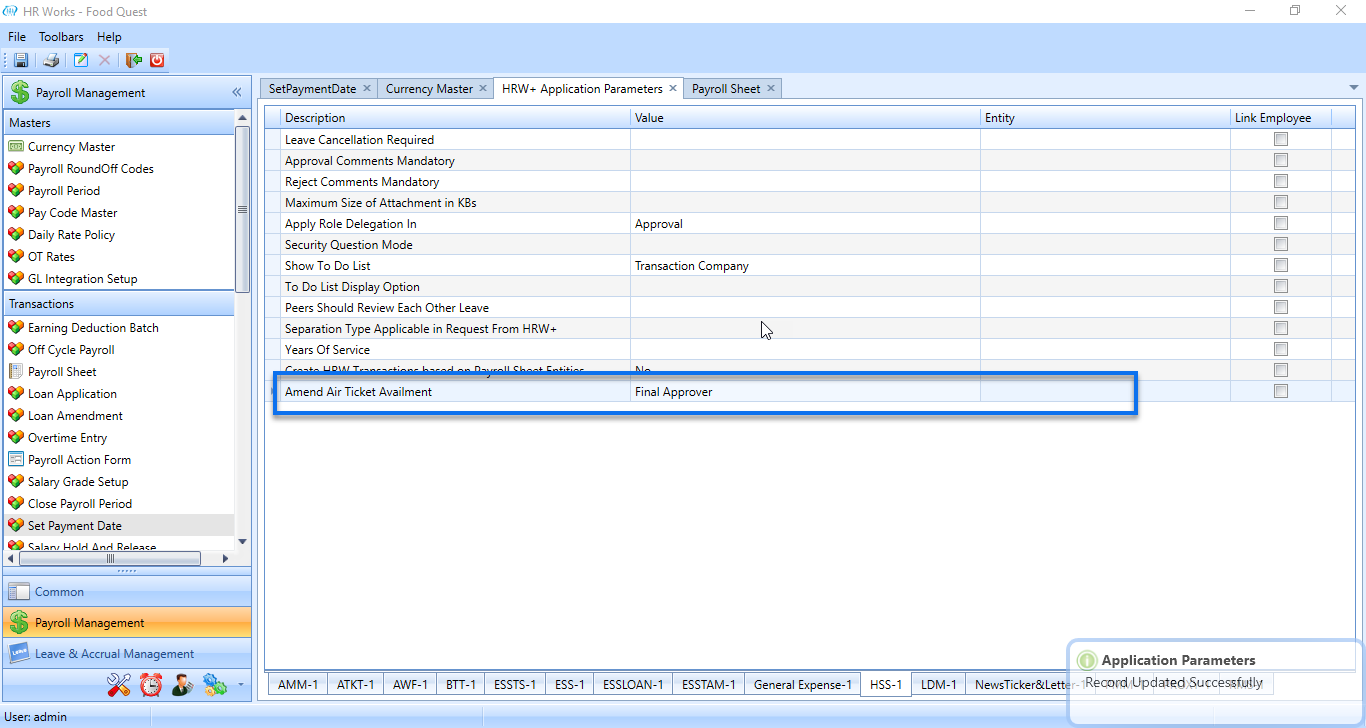 HR Works - Food Quest
File Toolbars Help
Payroll Management
Masters
Currency Master
Payroll RoundOff Codes
Payroll Period
Pay Code Master
Daily Rate Policy
OT Rates
GL Integration Setup
Transactions
Earning Deduction Batch
Off Cycle Payroll
Payroll Sheet
Loan Application
Loan Amendment
Overtime Entry
Payroll Action Form
Salary Grade Setup
Close Payroll Period
Set Payment Date
Salary Hold And Release
Common
Payroll Management
Leave & Accrual Management
SetPaymentDate Currency Master HRW+ Application Parameters Payroll Sheet
Description Value Entity Link Employee
Leave Cancellation Required
Approval Comments Mandatory
Reject Comments Mandatory
Maximum Size of Attachment in KBs
Apply Role Delegation In Approval
Security Question Mode
Show To Do List Transaction Company
To Do List Display Option
Peers Should Review Each Other Leave
Separation Type Applicable in Request From HRW+
Years Of Service
Create HRW Transactions based on Payroll Sheet Entities No
Amend Air Ticket Availment Final Approver
AMM-1 ATKT-1 AWF-1 BTT-1 ESSTS-1 ESS-1 ESSLOAN-1 ESSTAM-1 General Expense-1 HSS-1 LDM-1 NewsTicker&Letter-1
Application Parameters
Record Updated Successfully
User: admin